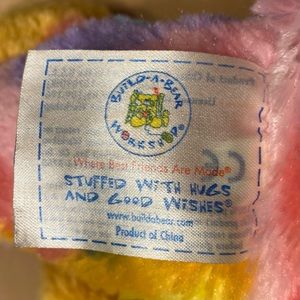 BUILD-A-BEAR
WORKSHOP®
Where Best Friends Are Made®
STUFFED WITH HUGS
AND GOOD WISHES®
www.buildabear.com
Product of China